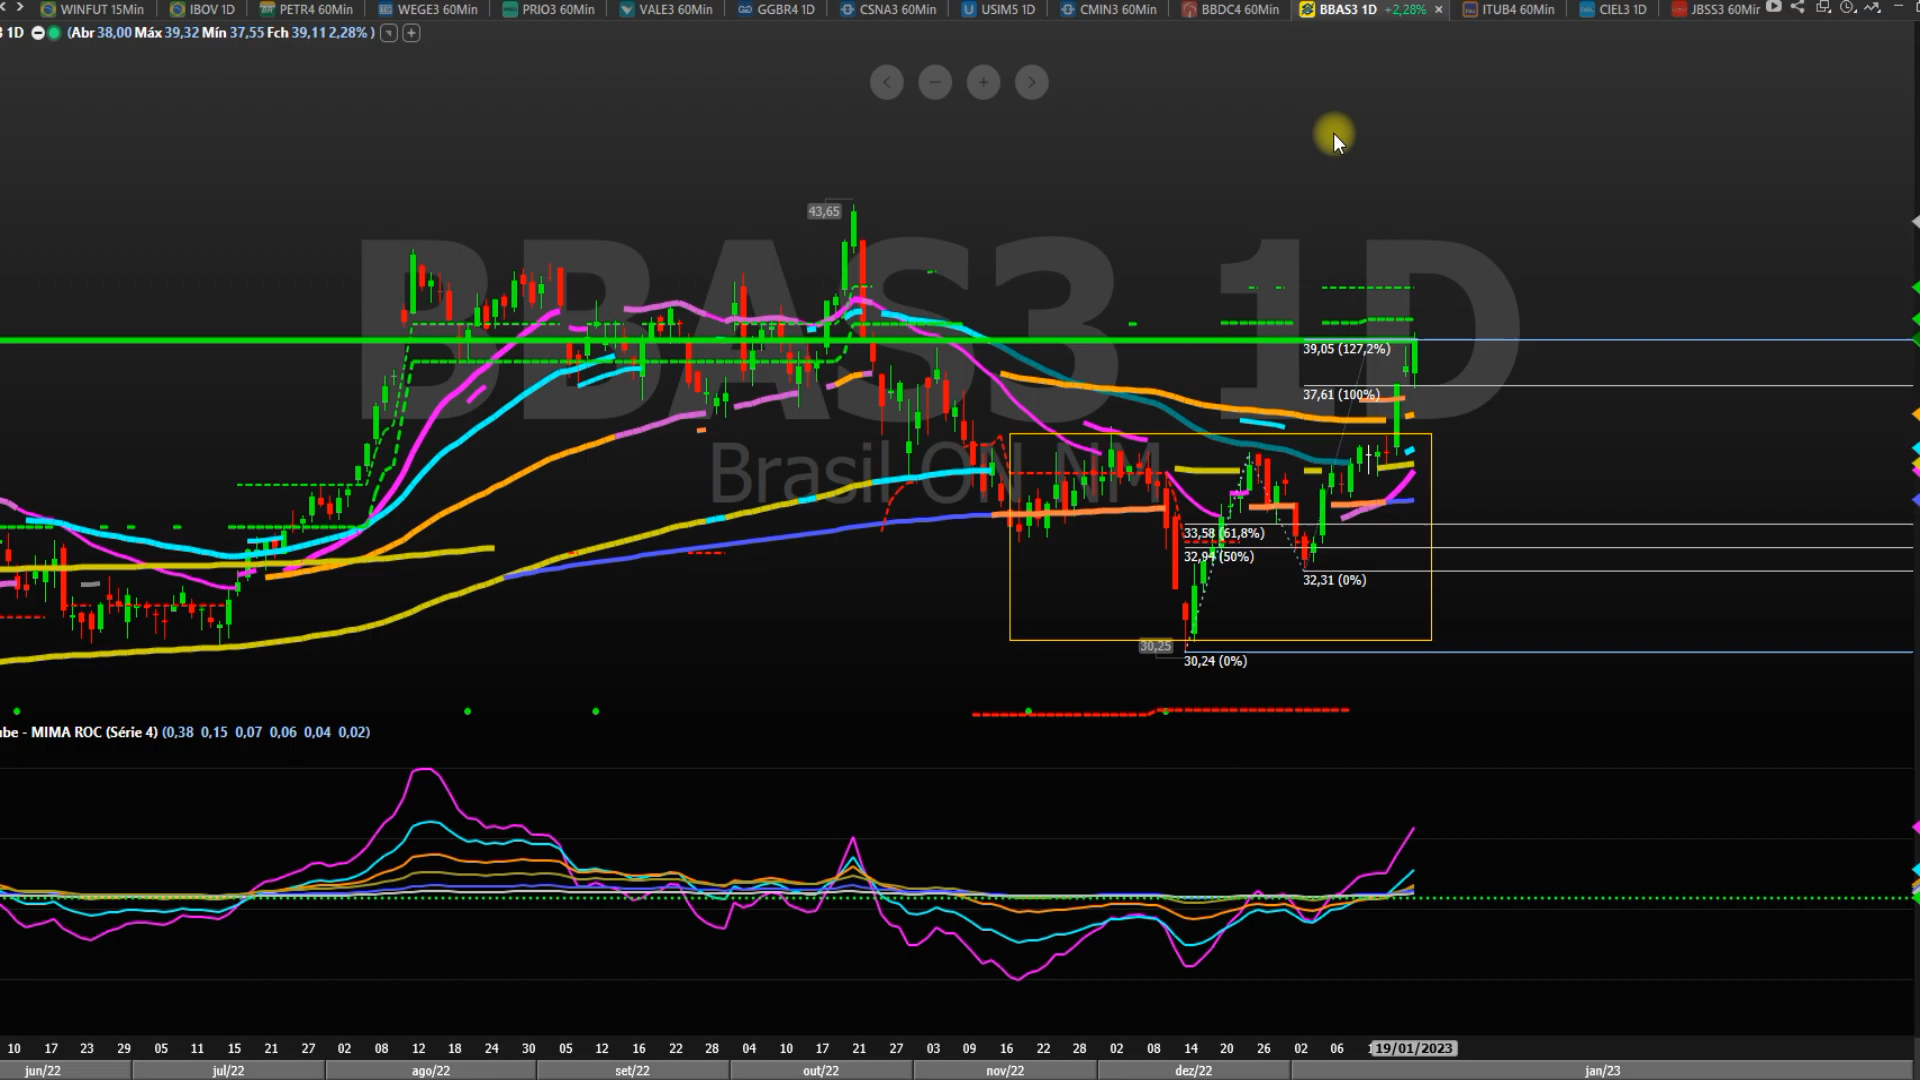 WINFUT 15Min IBOV 1D PETR4 60Min WEGE3 60Min PRIO3 60Min VALE3 60Min GGBR4 1D CSNA3 60Min USIM5 1D CMIN3 60Min BBDC4 60Min BBAS3 1D +2,28% ITUB4 60Min CIEL3 1D JBSS3 60Mir
1D (Abr 38,00 Máx 39,32 Mín 37,55 Fch 39,11 2,28% )
43,65
BBAS3 1D
Brasil ON NM
39,05 (127,2%)
37,61 (100%)
33,58 (61,8%)
32,94 (50%)
32,31 (0%)
30,25
30,24 (0%)
ube - MIMA ROC (Série 4) (0,38 0,15 0,07 0,06 0,04 0,02)
10 17 23 29 05 11 15 21 27 02 08 12 18 24 30 05 12 16 22 28 04 10 17 21 27 03 09 16 22 28 02 08 14 20 26 02 06 19/01/2023
jun/22 jul/22 ago/22 set/22 out/22 nov/22 dez/22 jan/23